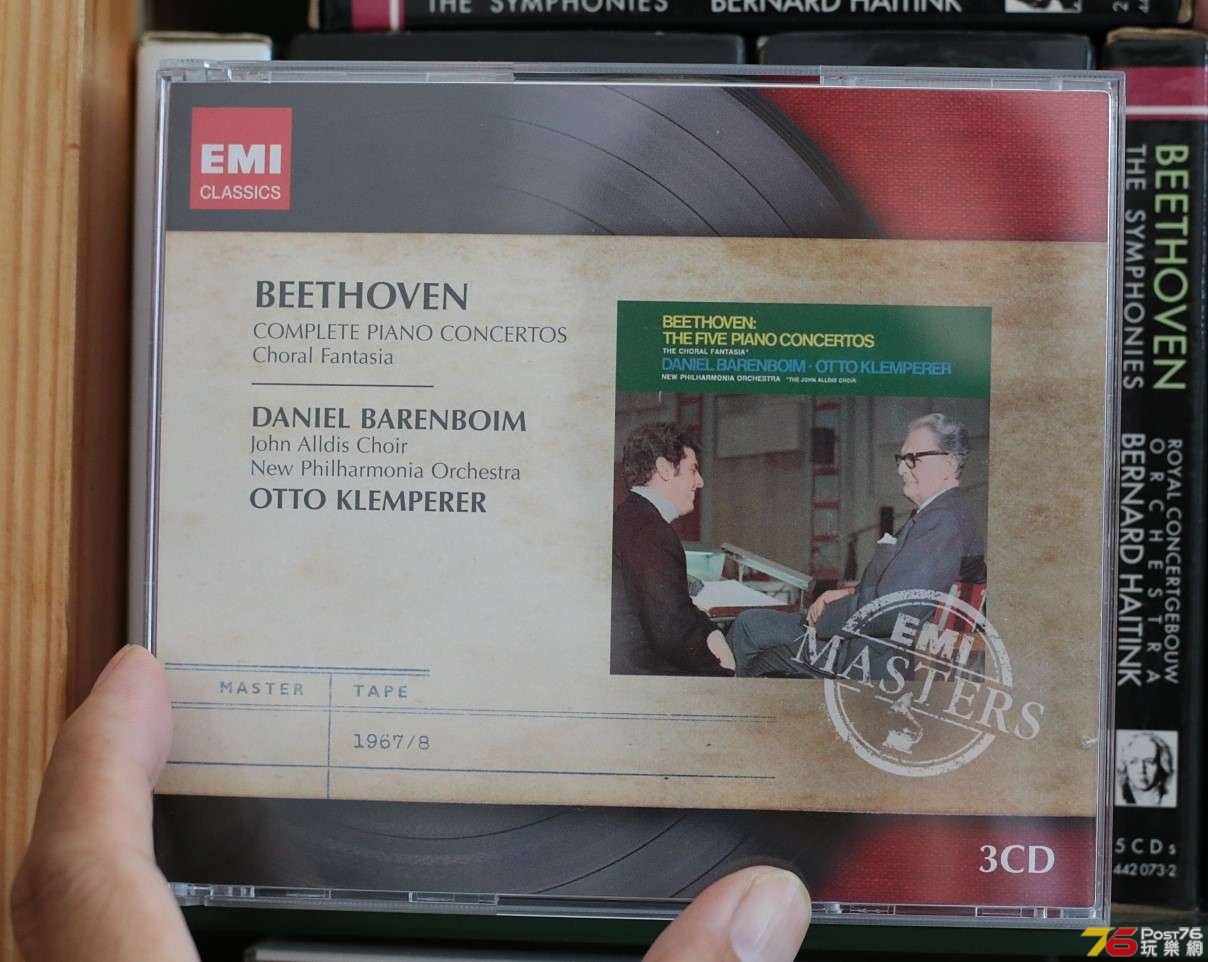 THE SYMPHONIES BERNARD HAITINK
EMI
CLASSICS
BEETHOVEN
COMPLETE PIANO CONCERTOS
Choral Fantasia
DANIEL BARENBOIM
John Alldis Choir
New Philharmonia Orchestra
OTTO KLEMPERER
BEETHOVEN:
THE FIVE PIANO CONCERTOS
THE CHORAL FANTASIA*
DANIEL BARENBOIM · OTTO KLEMPERER
NEW PHILHARMONIA ORCHESTRA *THE JOHN ALLDIS CHOIR
EMI
MASTERS
MASTER TAPE
1967/8
3CD
BEETHOVEN
THE SYMPHONIES
ROYAL CONCERTGEBOUW
ORCHESTRA
BERNARD HAITINK
5 CDs
442 073-2
76 Post76
玩樂網